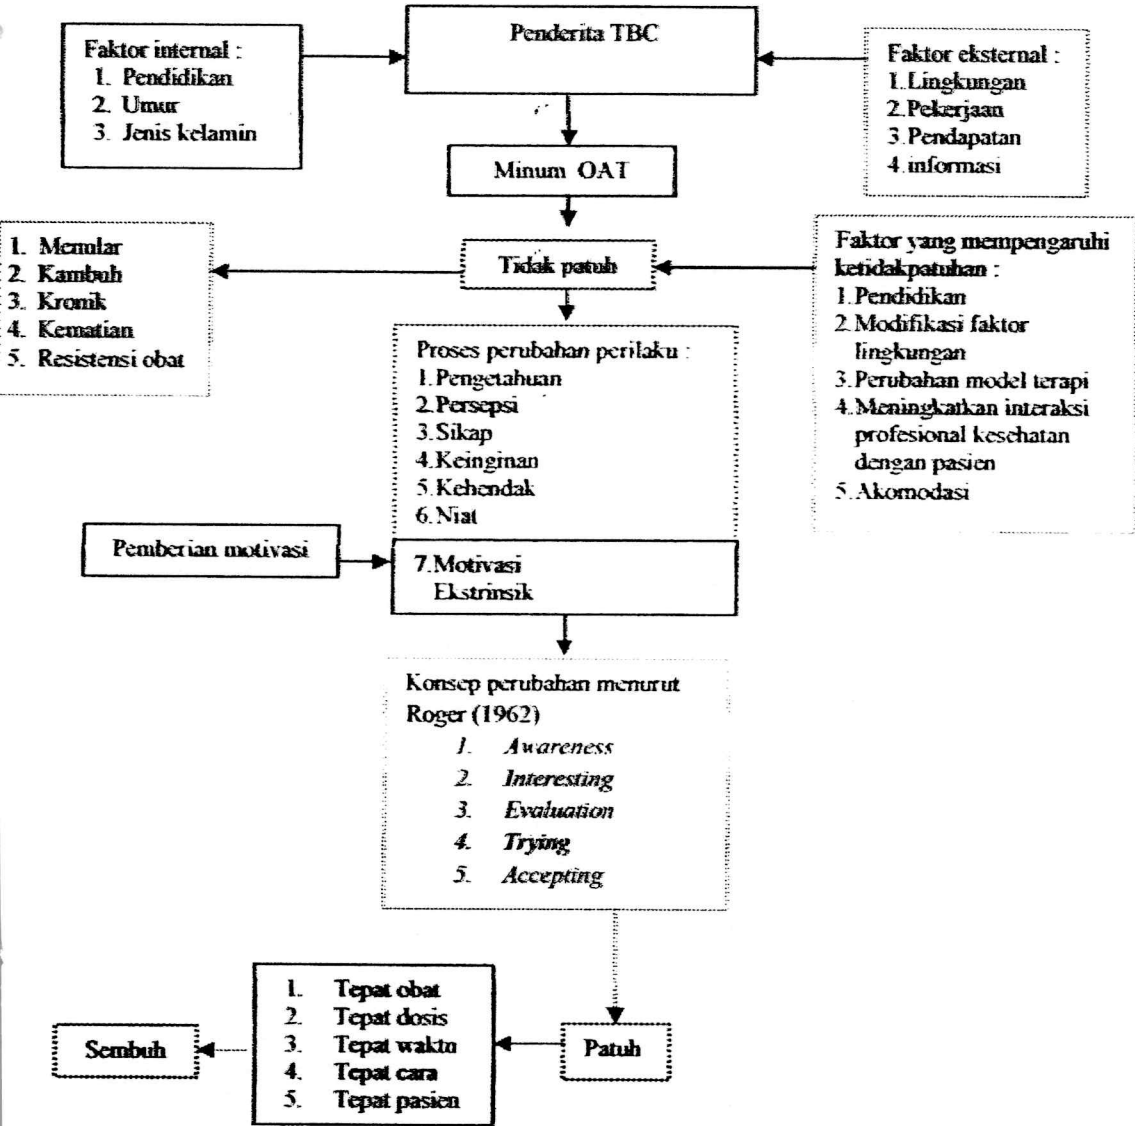 Penderita TBC
Faktor internal :
1. Pendidikan
2. Umur
3. Jenis kelamin
Faktor eksternal :
1.Lingkungan
2.Pekerjaan
3.Pendapatan
4.informasi
Minum OAT
Tidak patuh
1. Menular
2. Kambuh
3. Kronik
4. Kematian
5. Resistensi obat
Faktor yang mempengaruhi
ketidakpatuhan :
1.Pendidikan
2.Modifikasi faktor
lingkungan
3.Perubahan model terapi
4.Meningkatkan interaksi
profesional kesehatan
dengan pasien
5.Akomodasi
Proses perubahan perilaku :
1.Pengetahuan
2.Persepsi
3.Sikap
4.Keinginan
5.Kehendak
6.Niat
Pemberian motivasi
7.Motivasi
Ekstrinsik
Konsep perubahan menurut
Roger (1962)
1. Awareness
2. Interesting
3. Evaluation
4. Trying
5. Accepting
Sembuh
1. Tepat obat
2. Tepat dosis
3. Tepat waktu
4. Tepat cara
5. Tepat pasien
Patuh